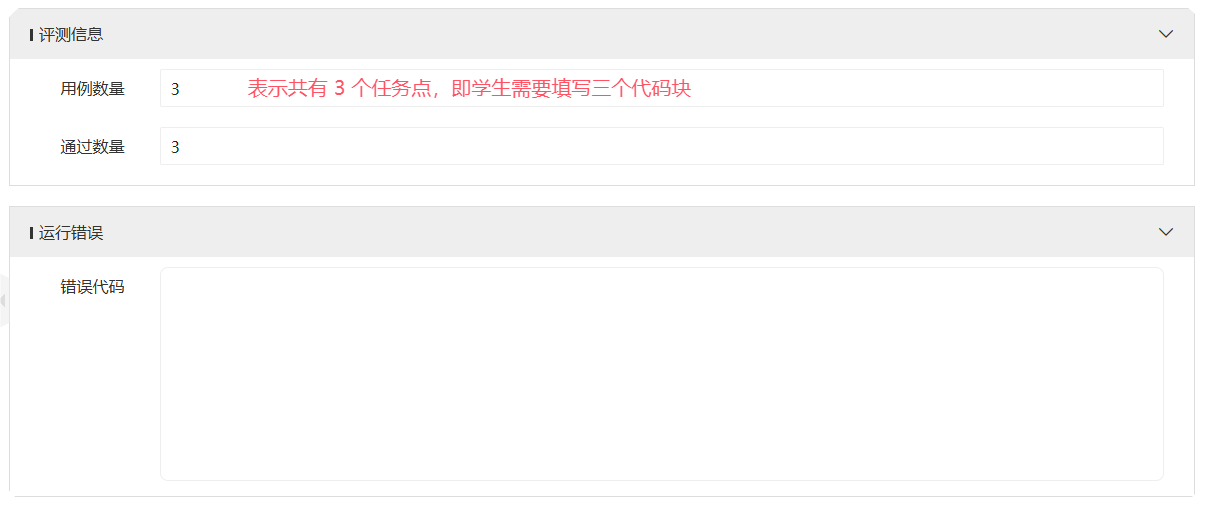 评测信息
用例数量 3 表示共有 3 个任务点，即学生需要填写三个代码块
通过数量 3
运行错误
错误代码